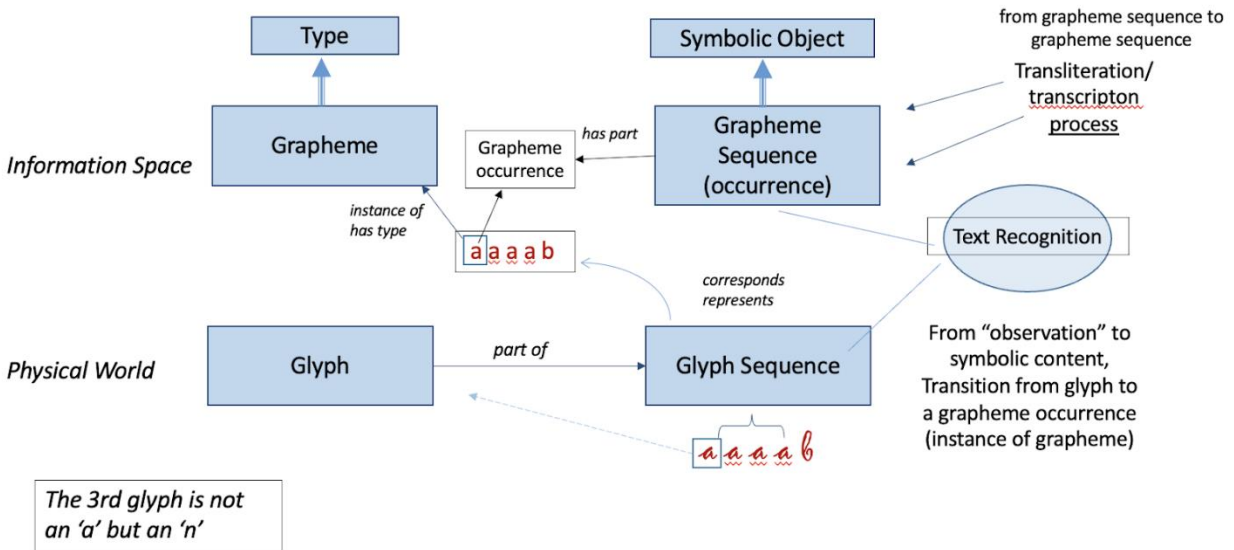 Type
Symbolic Object
from grapheme sequence to
grapheme sequence
Transliteration/
transcripton
process
Information Space
Grapheme
Grapheme
occurrence
has part
Grapheme
Sequence
(occurrence)
instance of
has type
a a a a b
Text Recognition
corresponds
represents
Physical World
Glyph
part of
Glyph Sequence
From “observation” to
symbolic content,
Transition from glyph to
a grapheme occurrence
(instance of grapheme)
a a a a b
The 3rd glyph is not
an ‘a’ but an ‘n’